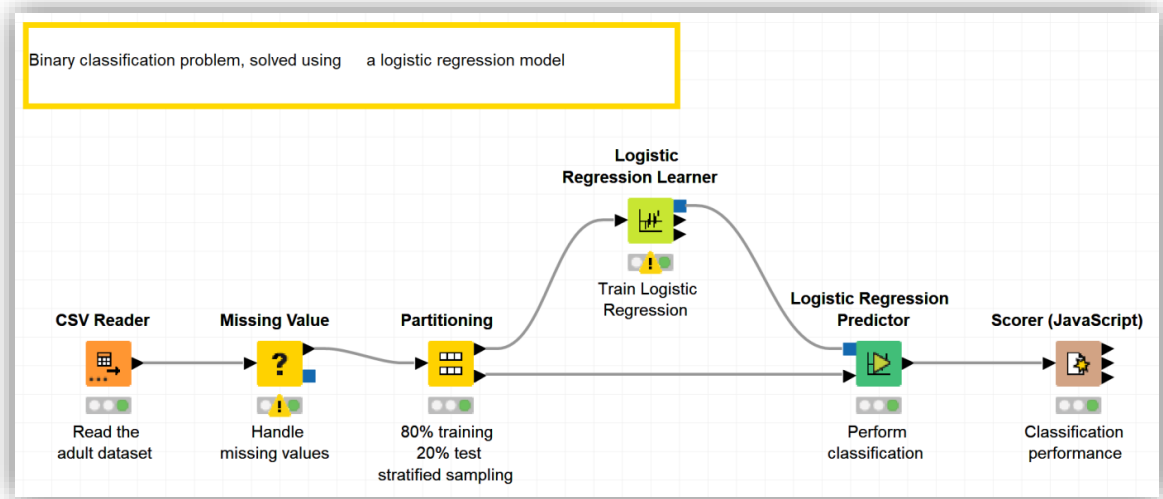 Binary classification problem, solved using a logistic regression model
Logistic
Regression Learner
Train Logistic
Regression
CSV Reader
Missing Value
Partitioning
Logistic Regression
Predictor
Scorer (JavaScript)
?
Read the
adult dataset
Handle
missing values
80% training
20% test
stratified sampling
Perform
classification
Classification
performance